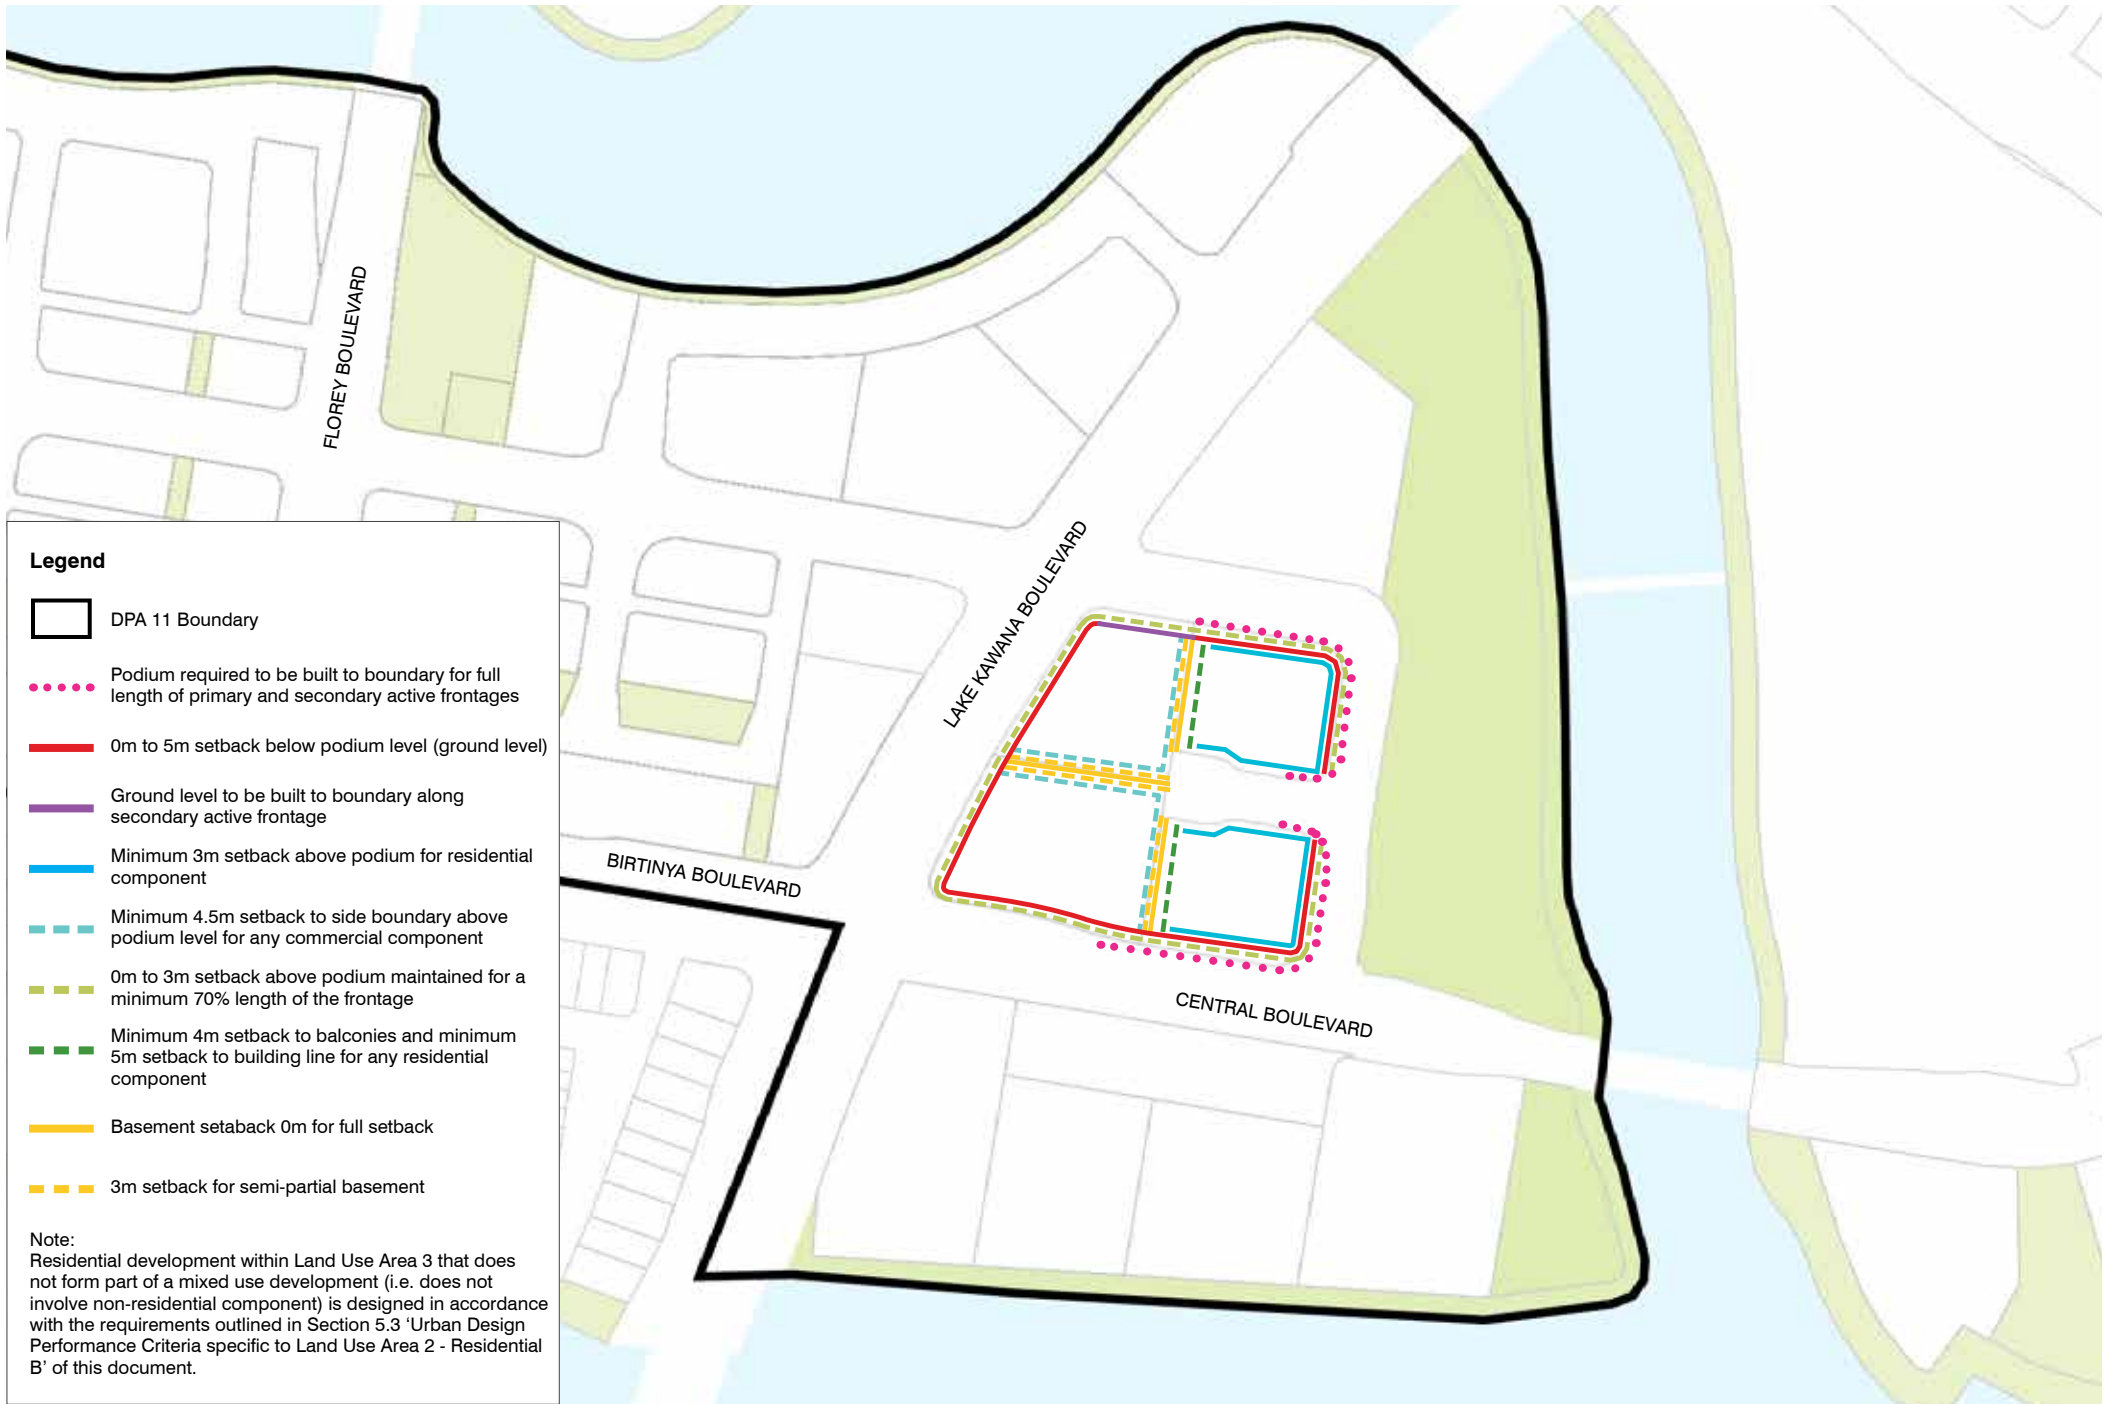 FLOREY BOULEVARD
LAKE KAWANA BOULEVARD
BIRTINYA BOULEVARD
CENTRAL BOULEVARD
Legend
DPA 11 Boundary
Podium required to be built to boundary for full
length of primary and secondary active frontages
0m to 5m setback below podium level (ground level)
Ground level to be built to boundary along
secondary active frontage
Minimum 3m setback above podium for residential
component
Minimum 4.5m setback to side boundary above
podium level for any commercial component
0m to 3m setback above podium maintained for a
minimum 70% length of the frontage
Minimum 4m setback to balconies and minimum
5m setback to building line for any residential
component
Basement setaback 0m for full setback
3m setback for semi-partial basement
Note:
Residential development within Land Use Area 3 that does
not form part of a mixed use development (i.e. does not
involve non-residential component) is designed in accordance
with the requirements outlined in Section 5.3 ‘Urban Design
Performance Criteria specific to Land Use Area 2 - Residential
B’ of this document.